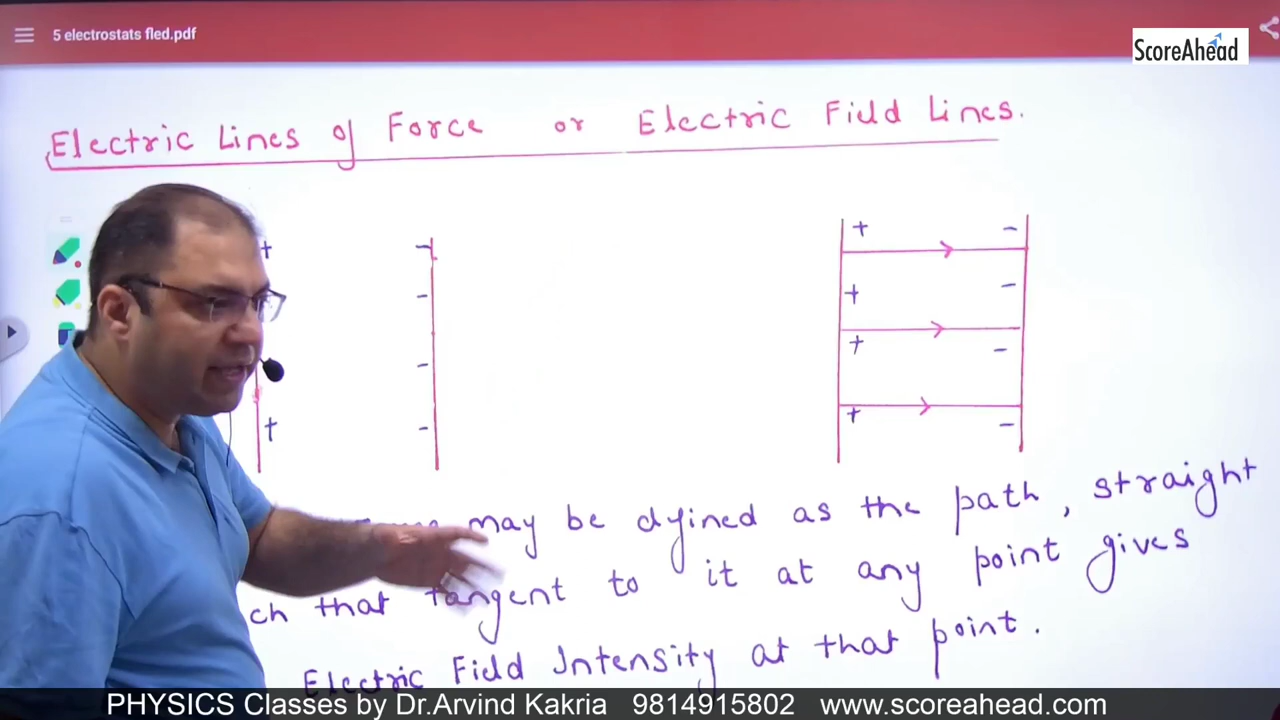 5 electrostats fled.pdf
ScoreAhead
Electric Lines of Force or Electric Field Lines.
+ - + -
- + -
- + -
+ - + -
may be defined as the path, straight
ch that tangent to it at any point gives
Electric Field Intensity at that point.
PHYSICS Classes by Dr.Arvind Kakria 9814915802 www.scoreahead.com